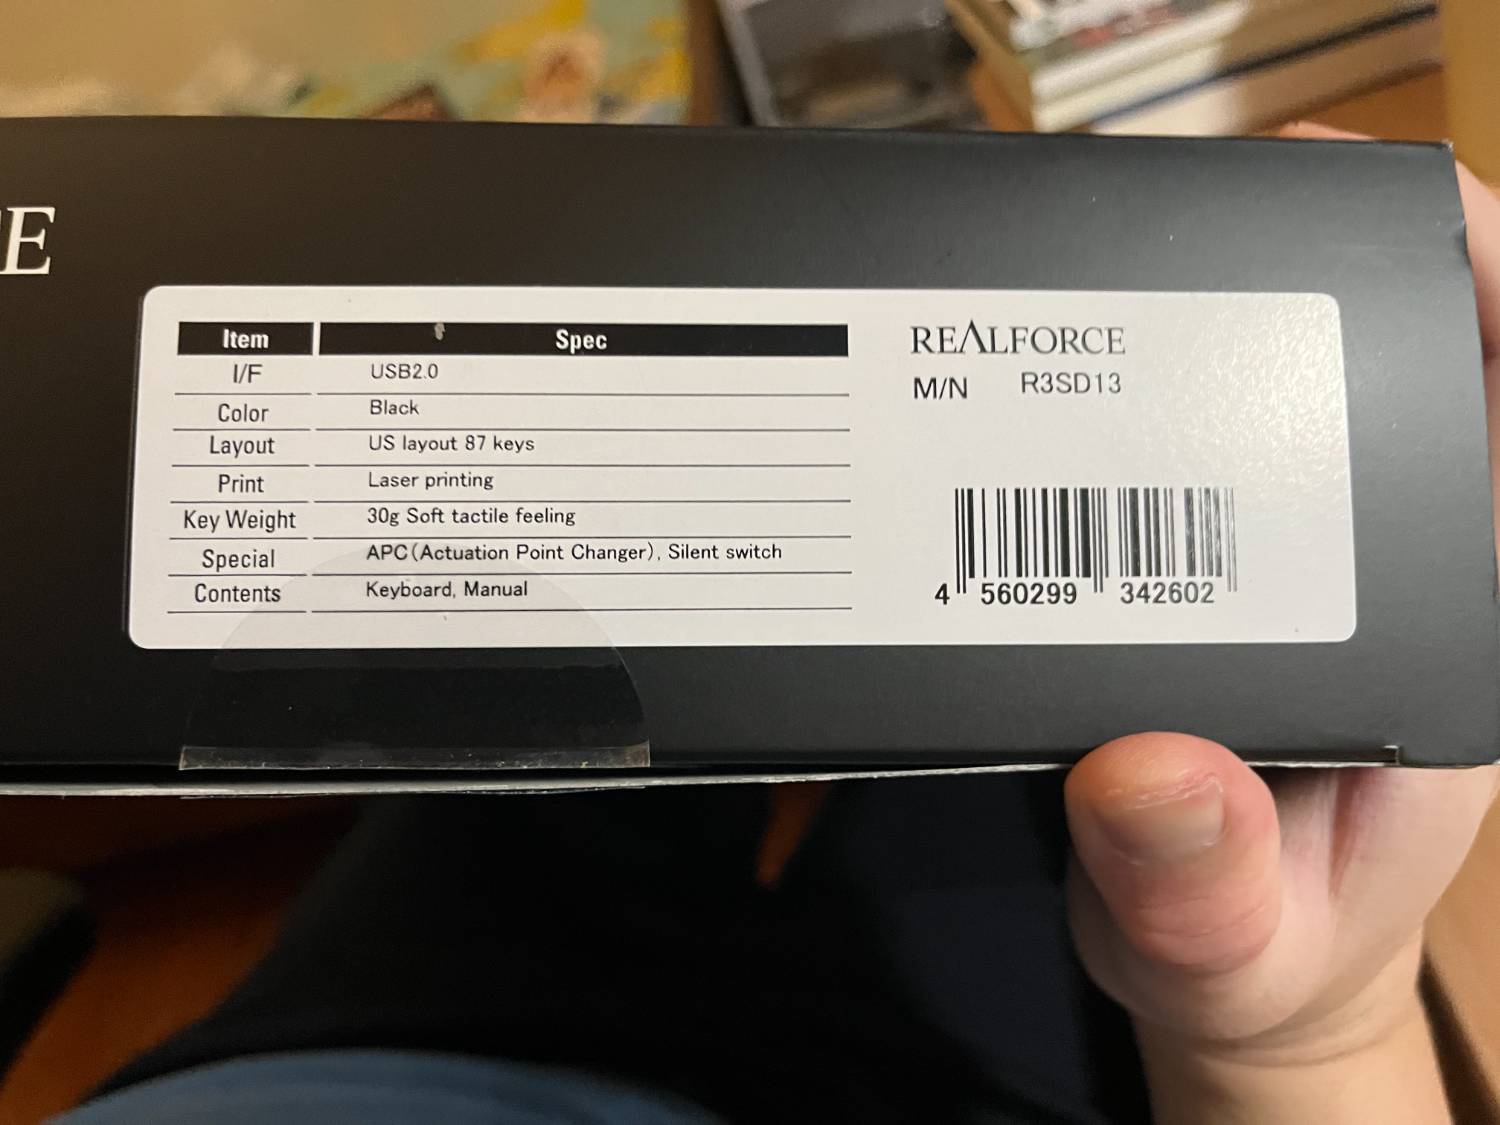 E
Item Spec
I/F USB2.0
Color Black
Layout US layout 87 keys
Print Laser printing
Key Weight 30g Soft tactile feeling
Special APC(Actuation Point Changer), Silent switch
Contents Keyboard, Manual
REALFORCE
M/N R3SD13
4 560299 342602